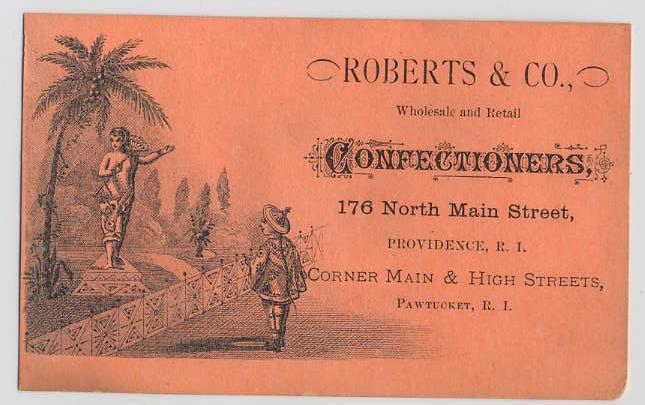 ROBERTS & CO.,
Wholesale and Retail
CONFECTIONERS,
176 North Main Street,
PROVIDENCE, R. I.
CORNER MAIN & HIGH STREETS,
PAWTUCKET, R. I.